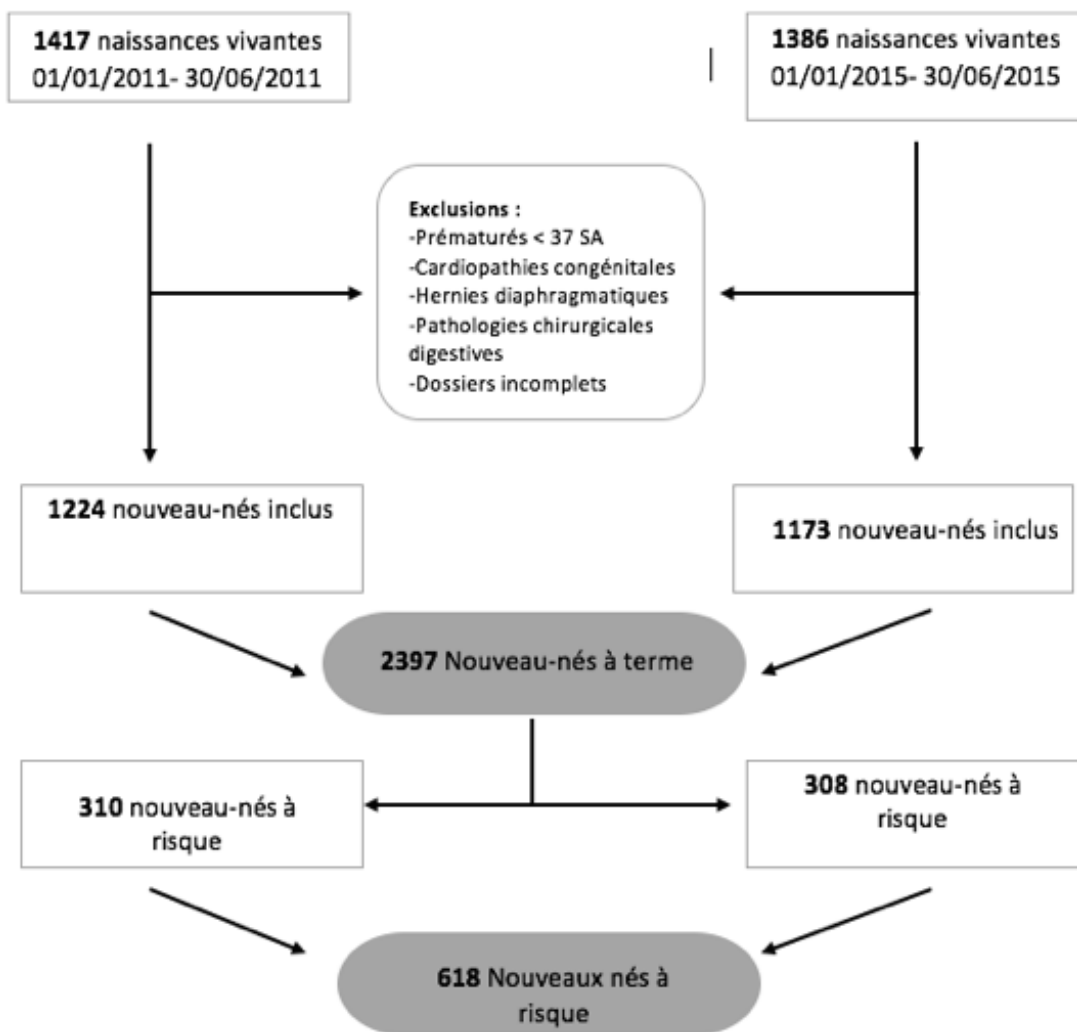 1417 naissances vivantes
01/01/2011- 30/06/2011
1386 naissances vivantes
01/01/2015- 30/06/2015
Exclusions :
-Prématurés < 37 SA
-Cardiopathies congénitales
-Hernies diaphragmatiques
-Pathologies chirurgicales
digestives
-Dossiers incomplets
1224 nouveau-nés inclus
1173 nouveau-nés inclus
2397 Nouveau-nés à terme
310 nouveau-nés à
risque
308 nouveau-nés à
risque
618 Nouveaux nés à
risque